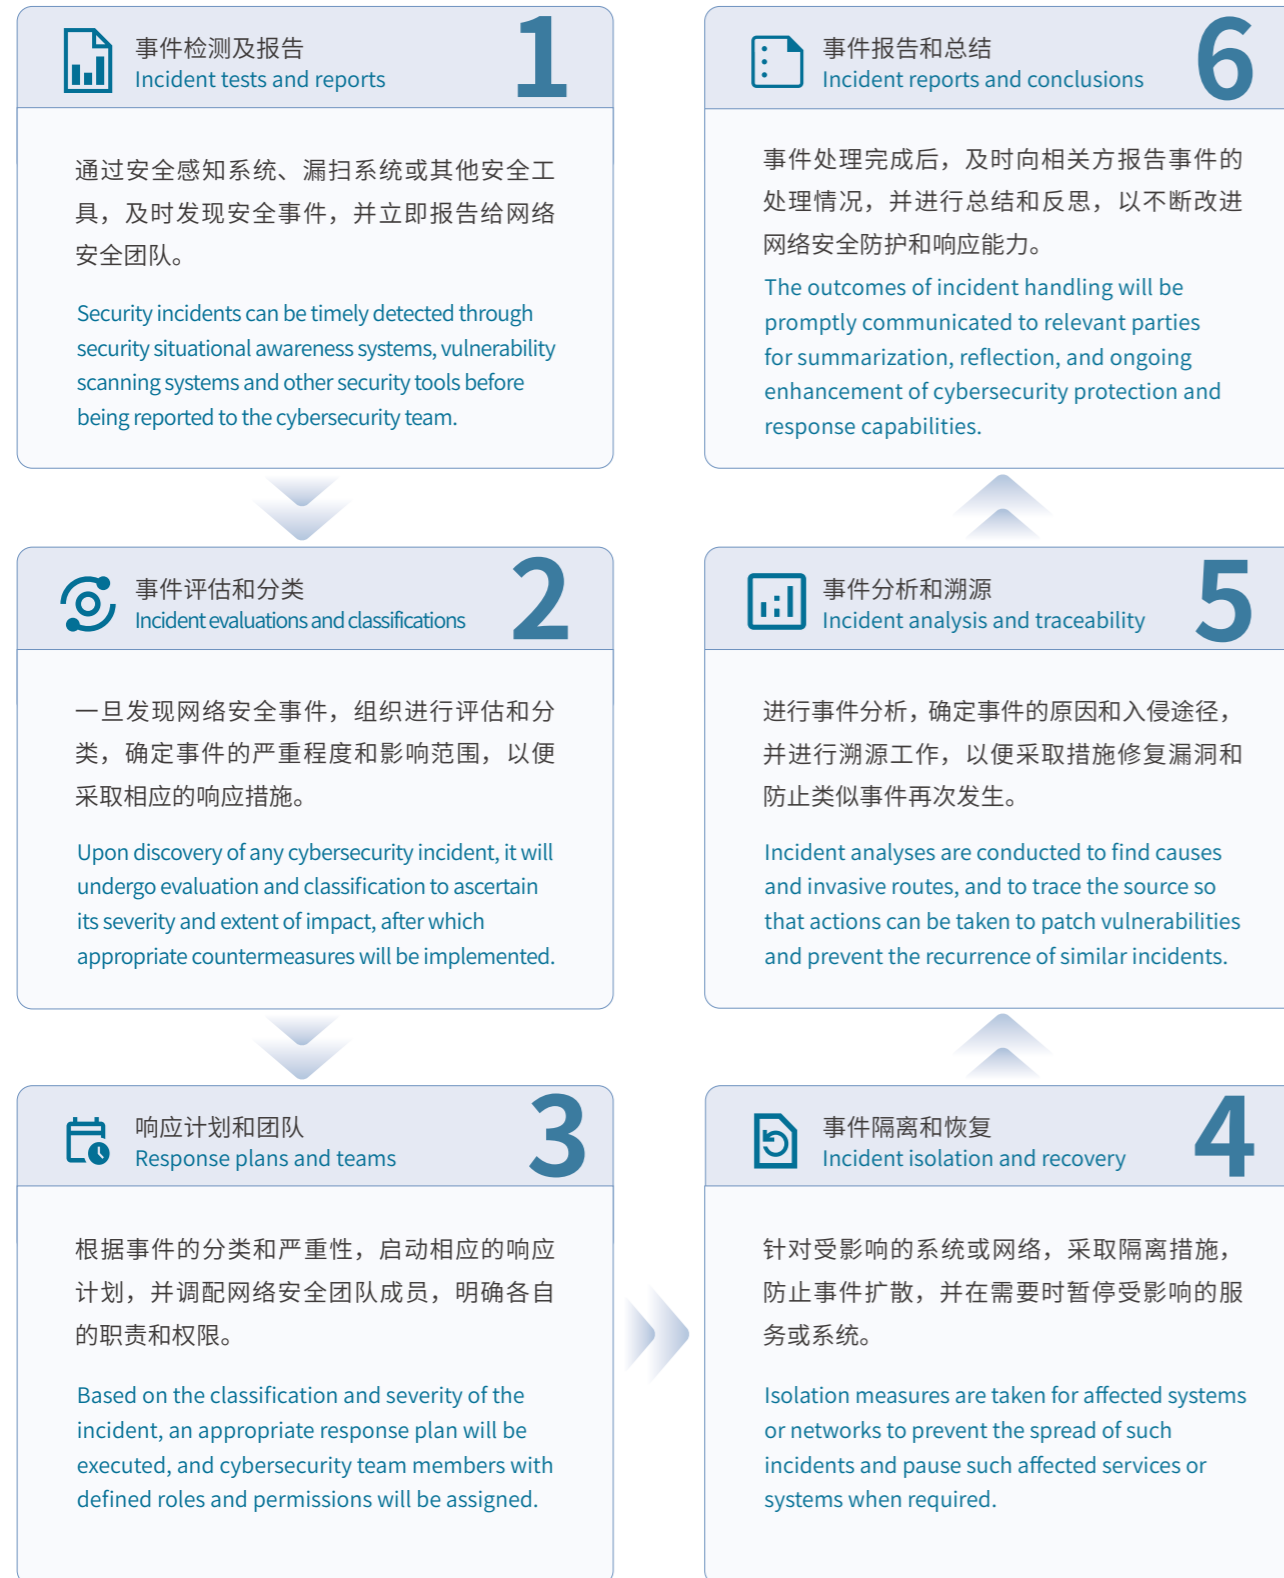 1
事件检测及报告
Incident tests and reports
通过安全感知系统、漏扫系统或其他安全工
具，及时发现安全事件，并立即报告给网络
安全团队。
Security incidents can be timely detected through
security situational awareness systems, vulnerability
scanning systems and other security tools before
being reported to the cybersecurity team.
2
事件评估和分类
Incident evaluations and classifications
一旦发现网络安全事件，组织进行评估和分
类，确定事件的严重程度和影响范围，以便
采取相应的响应措施。
Upon discovery of any cybersecurity incident, it will
undergo evaluation and classification to ascertain
its severity and extent of impact, after which
appropriate countermeasures will be implemented.
3
响应计划和团队
Response plans and teams
根据事件的分类和严重性，启动相应的响应
计划，并调配网络安全团队成员，明确各自
的职责和权限。
Based on the classification and severity of the
incident, an appropriate response plan will be
executed, and cybersecurity team members with
defined roles and permissions will be assigned.
4
事件隔离和恢复
Incident isolation and recovery
针对受影响的系统或网络，采取隔离措施，
防止事件扩散，并在需要时暂停受影响的服
务或系统。
Isolation measures are taken for affected systems
or networks to prevent the spread of such
incidents and pause such affected services or
systems when required.
5
事件分析和溯源
Incident analysis and traceability
进行事件分析，确定事件的原因和入侵途径，
并进行溯源工作，以便采取措施修复漏洞和
防止类似事件再次发生。
Incident analyses are conducted to find causes
and invasive routes, and to trace the source so
that actions can be taken to patch vulnerabilities
and prevent the recurrence of similar incidents.
6
事件报告和总结
Incident reports and conclusions
事件处理完成后，及时向相关方报告事件的
处理情况，并进行总结和反思，以不断改进
网络安全防护和响应能力。
The outcomes of incident handling will be
promptly communicated to relevant parties
for summarization, reflection, and ongoing
enhancement of cybersecurity protection and
response capabilities.